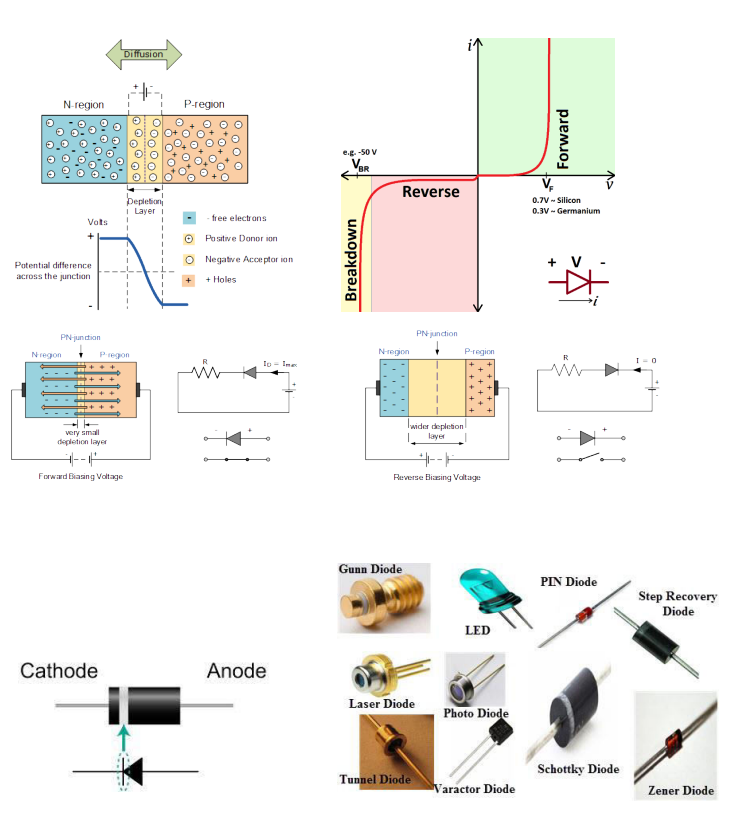 Diffusion
+ -
N-region P-region
Depletion
Layer
Volts
+
Potential difference
across the junction
-
- - free electrons
+ Positive Donor ion
- Negative Acceptor ion
+ + Holes
i
e.g. -50 V
V_BR
Reverse
Forward
Breakdown
V_F
v
0.7V ~ Silicon
0.3V ~ Germanium
+ V -
i
PN-junction
N-region P-region
very small
depletion layer
- +
Forward Biasing Voltage
R
I_D = I_max
+
-
- +
PN-junction
N-region P-region
wider depletion
layer
+ -
Reverse Biasing Voltage
R
I = 0
+
-
- +
Cathode Anode
Gunn Diode
LED
PIN Diode
Step Recovery
Diode
Laser Diode
Photo Diode
Tunnel Diode
Varactor Diode
Schottky Diode
Zener Diode